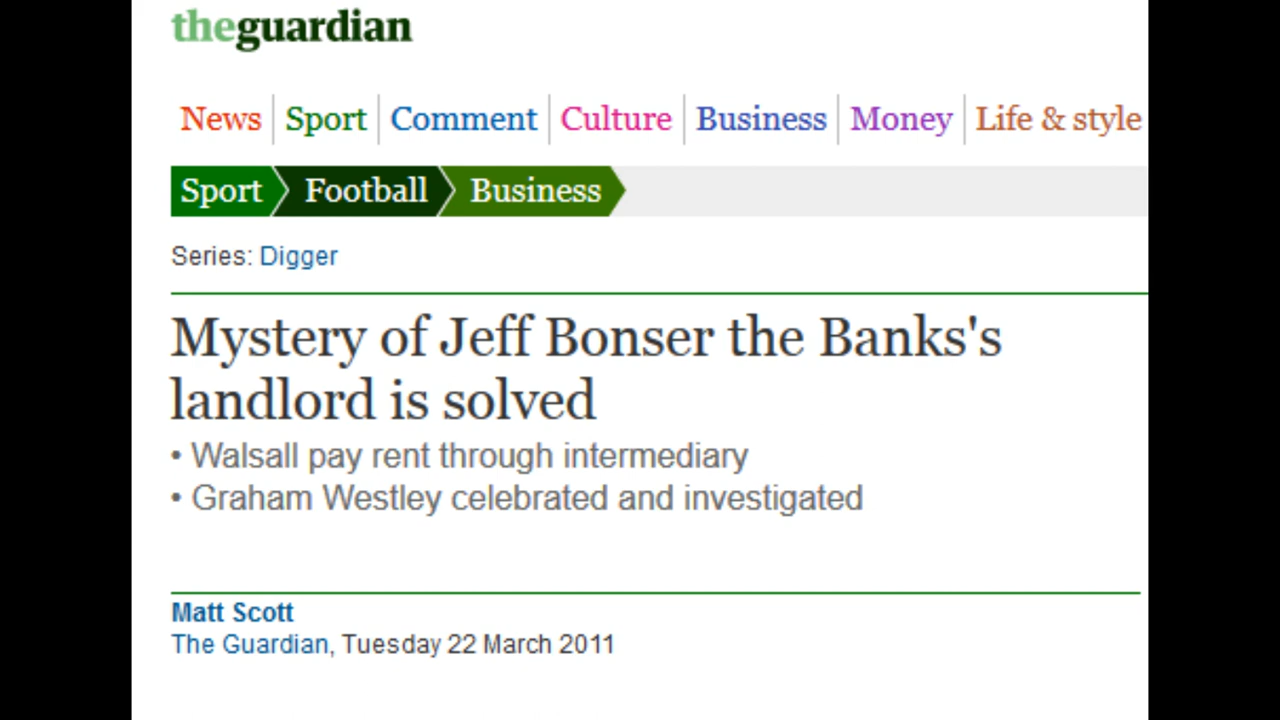 theguardian
News Sport Comment Culture Business Money Life & style
Sport Football Business
Series: Digger
Mystery of Jeff Bonser the Banks's
landlord is solved
• Walsall pay rent through intermediary
• Graham Westley celebrated and investigated
Matt Scott
The Guardian, Tuesday 22 March 2011